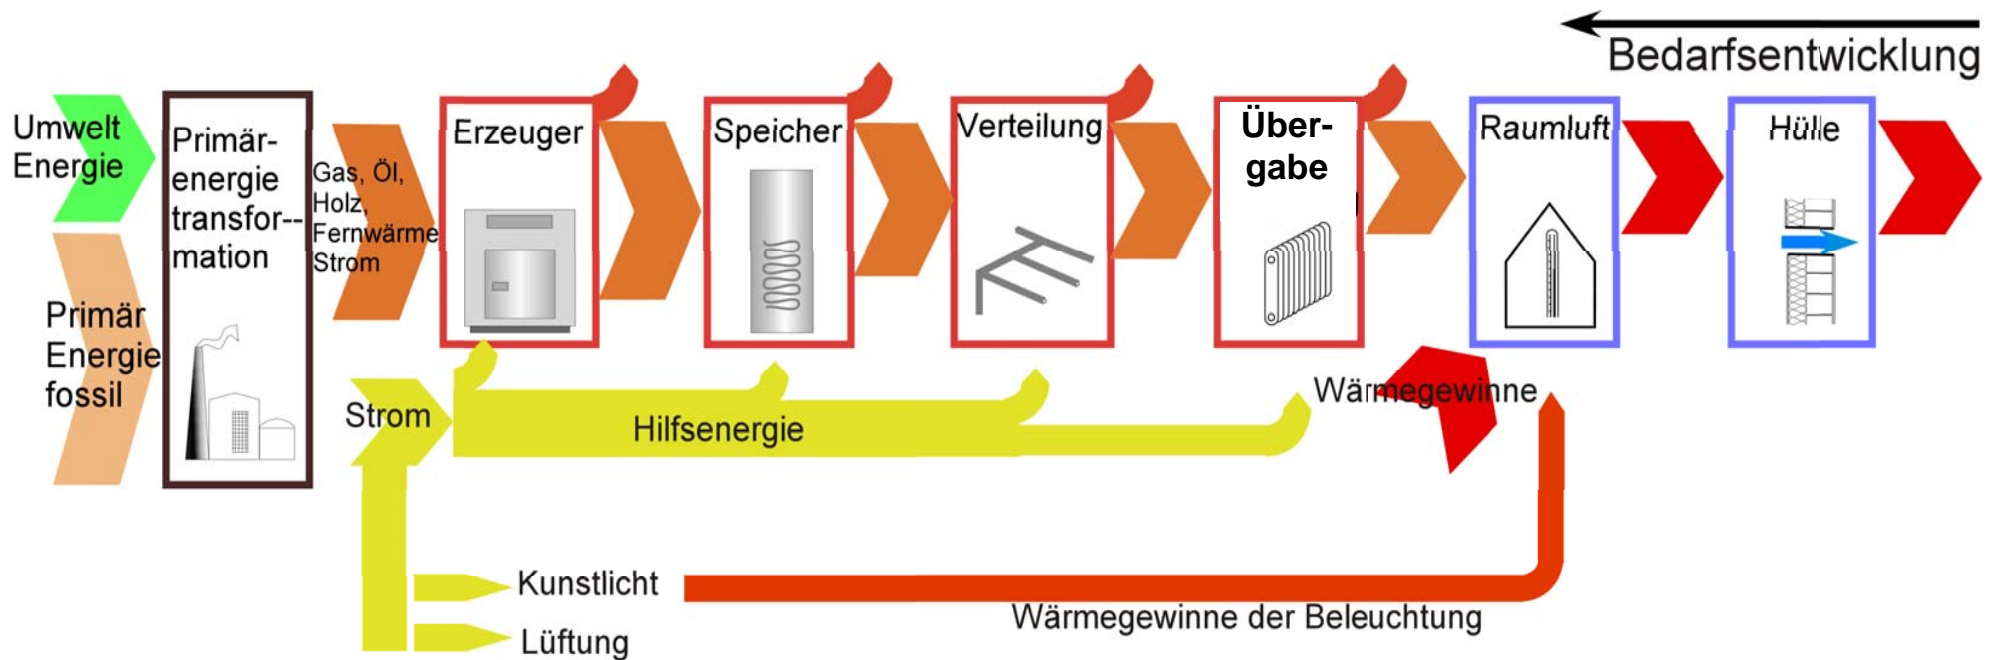 Bedarfsentwicklung
Umwelt
Energie
Primär
Energie
fossil
Primär-
energie
transfor--
mation
Gas, Öl,
Holz,
Fernwärme
Strom
Erzeuger
Speicher
Verteilung
Über-
gabe
Raumluft
Hülle
Strom
Hilfsenergie
Wärmegewinne
Kunstlicht
Wärmegewinne der Beleuchtung
Lüftung